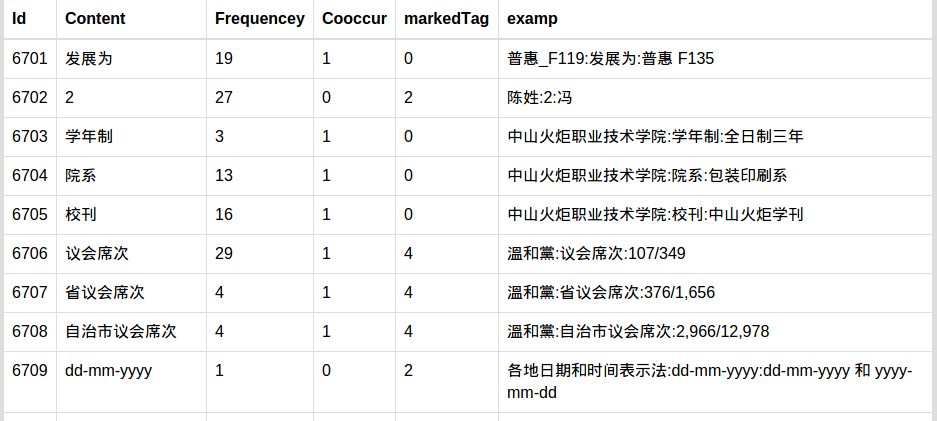 Id Content Frequencey Cooccur markedTag examp
6701 发展为 19 1 0 普惠_F119:发展为:普惠 F135
6702 2 27 0 2 陈姓:2:冯
6703 学年制 3 1 0 中山火炬职业技术学院:学年制:全日制三年
6704 院系 13 1 0 中山火炬职业技术学院:院系:包装印刷系
6705 校刊 16 1 0 中山火炬职业技术学院:校刊:中山火炬学刊
6706 议会席次 29 1 4 溫和黨:议会席次:107/349
6707 省议会席次 4 1 4 溫和黨:省议会席次:376/1,656
6708 自治市议会席次 4 1 4 溫和黨:自治市议会席次:2,966/12,978
6709 dd-mm-yyyy 1 0 2 各地日期和时间表示法:dd-mm-yyyy:dd-mm-yyyy 和 yyyy-
mm-dd